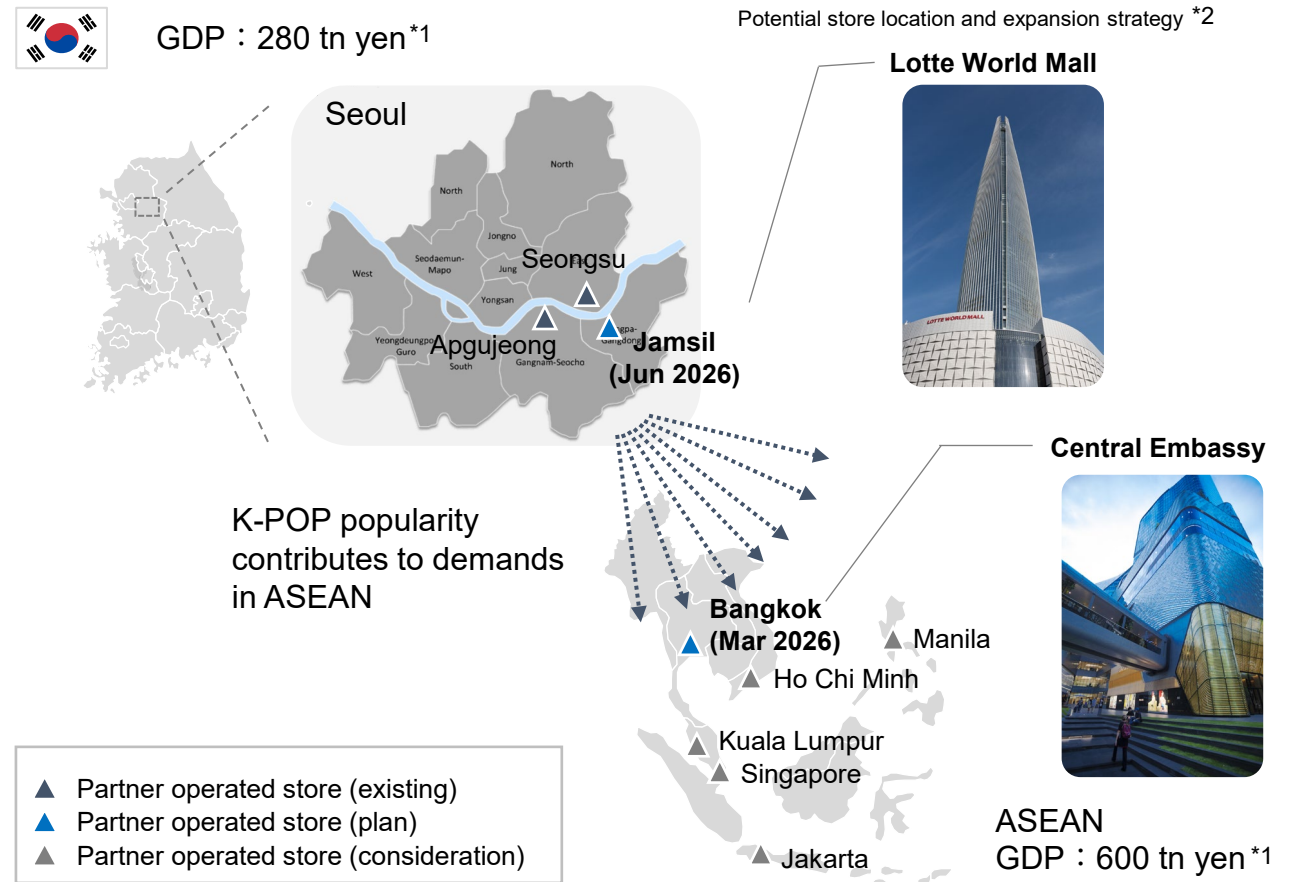 GDP：280 tn yen*1
Potential store location and expansion strategy *2
Lotte World Mall
LOTTE WORLD MALL
Seoul
North
North
Jongno
Seongsu
Seodaemun-
Mapo
Jung
West
Yongsan
Yeongdeungpo
Guro
Apgujeong
South
Gangnam-Seocho
Gangdong
Jamsil
(Jun 2026)
Central Embassy
K-POP popularity
contributes to demands
in ASEAN
Bangkok
(Mar 2026)
Manila
Ho Chi Minh
Kuala Lumpur
Singapore
Jakarta
Partner operated store (existing)
Partner operated store (plan)
Partner operated store (consideration)
ASEAN
GDP：600 tn yen*1